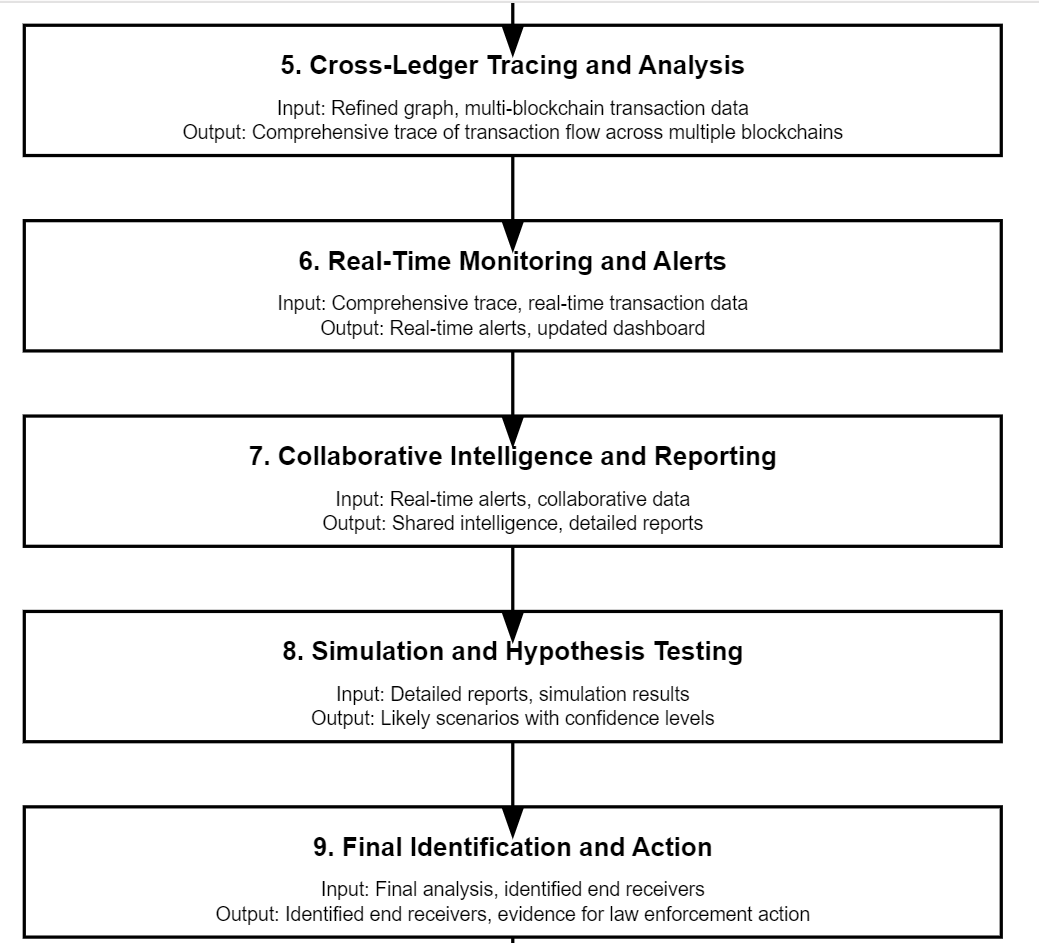 5. Cross-Ledger Tracing and Analysis
Input: Refined graph, multi-blockchain transaction data
Output: Comprehensive trace of transaction flow across multiple blockchains
6. Real-Time Monitoring and Alerts
Input: Comprehensive trace, real-time transaction data
Output: Real-time alerts, updated dashboard
7. Collaborative Intelligence and Reporting
Input: Real-time alerts, collaborative data
Output: Shared intelligence, detailed reports
8. Simulation and Hypothesis Testing
Input: Detailed reports, simulation results
Output: Likely scenarios with confidence levels
9. Final Identification and Action
Input: Final analysis, identified end receivers
Output: Identified end receivers, evidence for law enforcement action